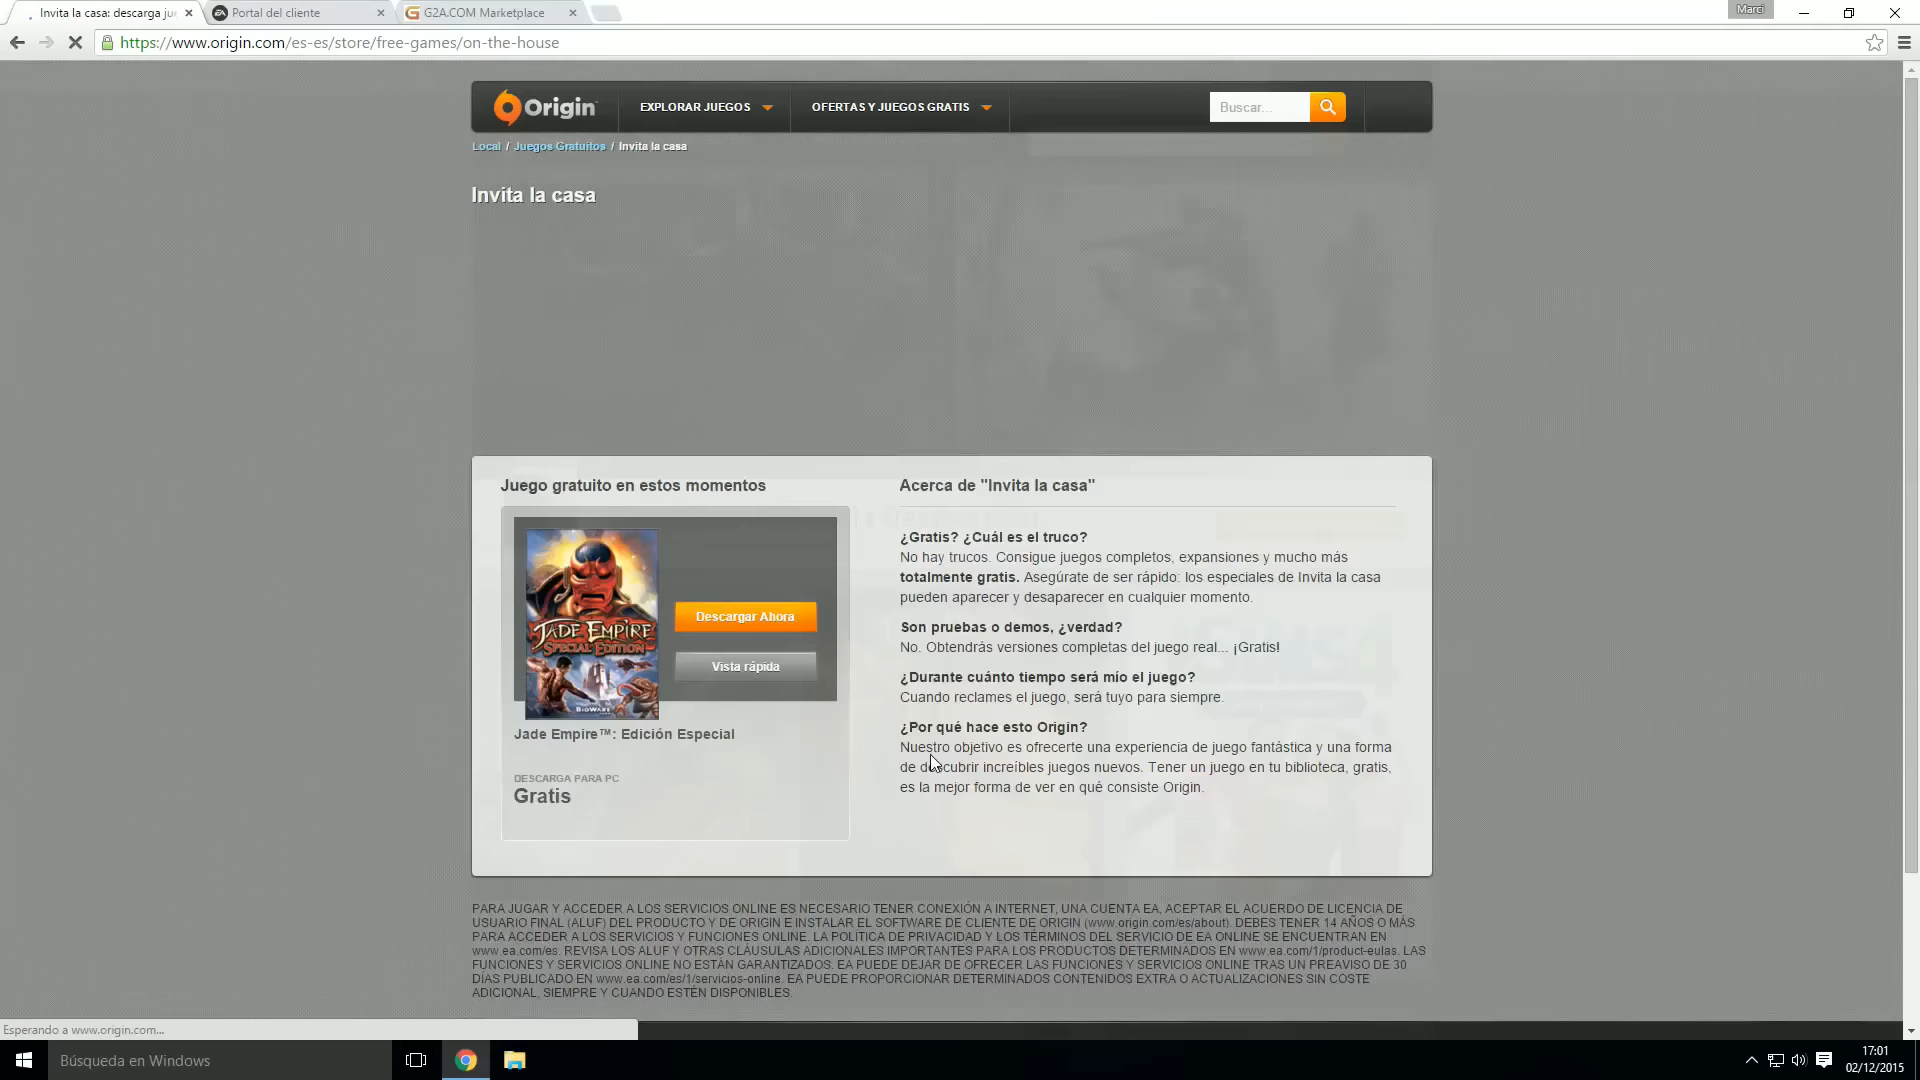 Invita la casa: descarga jue
Portal del cliente
G2A.COM Marketplace
Marci
https://www.origin.com/es-es/store/free-games/on-the-house
Origin
EXPLORAR JUEGOS
OFERTAS Y JUEGOS GRATIS
Buscar...
Local / Juegos Gratuitos / Invita la casa
Invita la casa
Juego gratuito en estos momentos
JADE EMPIRE
SPECIAL EDITION
BIOWARE
Descargar Ahora
Vista rápida
Jade Empire™: Edición Especial
DESCARGA PARA PC
Gratis
Acerca de "Invita la casa"
¿Gratis? ¿Cuál es el truco?
No hay trucos. Consigue juegos completos, expansiones y mucho más
totalmente gratis. Asegúrate de ser rápido: los especiales de Invita la casa
pueden aparecer y desaparecer en cualquier momento.
Son pruebas o demos, ¿verdad?
No. Obtendrás versiones completas del juego real... ¡Gratis!
¿Durante cuánto tiempo será mío el juego?
Cuando reclames el juego, será tuyo para siempre.
¿Por qué hace esto Origin?
Nuestro objetivo es ofrecerte una experiencia de juego fantástica y una forma
de descubrir increíbles juegos nuevos. Tener un juego en tu biblioteca, gratis,
es la mejor forma de ver en qué consiste Origin.
PARA JUGAR Y ACCEDER A LOS SERVICIOS ONLINE ES NECESARIO TENER CONEXIÓN A INTERNET, UNA CUENTA EA, ACEPTAR EL ACUERDO DE LICENCIA DE
USUARIO FINAL (ALUF) DEL PRODUCTO Y DE ORIGIN E INSTALAR EL SOFTWARE DE CLIENTE DE ORIGIN (www.origin.com/es/about). DEBES TENER 14 AÑOS O MÁS
PARA ACCEDER A LOS SERVICIOS Y FUNCIONES ONLINE. LA POLÍTICA DE PRIVACIDAD Y LOS TÉRMINOS DEL SERVICIO DE EA ONLINE SE ENCUENTRAN EN
www.ea.com/es. REVISA LOS ALUF Y OTRAS CLÁUSULAS ADICIONALES IMPORTANTES PARA LOS PRODUCTOS DETERMINADOS EN www.ea.com/1/product-eulas. LAS
FUNCIONES Y SERVICIOS ONLINE NO ESTÁN GARANTIZADOS. EA PUEDE DEJAR DE OFRECER LAS FUNCIONES Y SERVICIOS ONLINE TRAS UN PREAVISO DE 30
DÍAS PUBLICADO EN www.ea.com/es/1/servicios-online. EA PUEDE PROPORCIONAR DETERMINADOS CONTENIDOS EXTRA O ACTUALIZACIONES SIN COSTE
ADICIONAL, SIEMPRE Y CUANDO ESTÉN DISPONIBLES.
Esperando a www.origin.com...
Búsqueda en Windows
17:01
02/12/2015